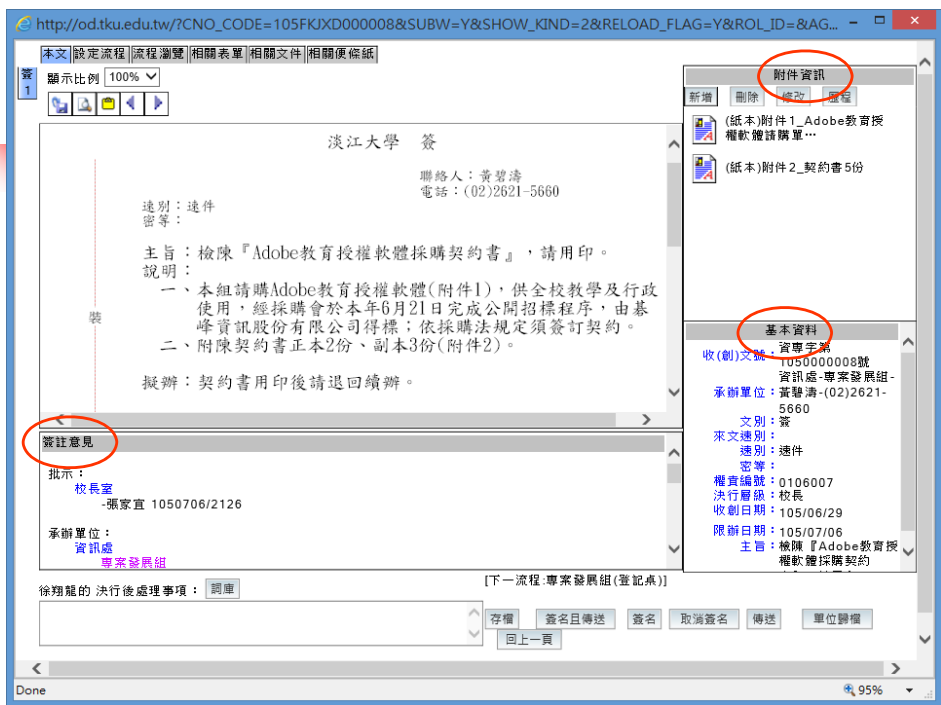 http://od.tku.edu.tw/?CNO_CODE=105FKJXD000008&SUBW=Y&SHOW_KIND=2&RELOAD_FLAG=Y&ROL_ID=&AG...
本文 設定流程 流程瀏覽 相關表單 相關文件 相關便條紙
簽
1
顯示比例 100%
淡江大學 簽
聯絡人：黃碧濤
電話：(02)2621-5660
速別：速件
密等：
主旨：檢陳『Adobe教育授權軟體採購契約書』，請用印。
說明：
一、本組請購Adobe教育授權軟體(附件1)，供全校教學及行政
使用，經採購會於本年6月21日完成公開招標程序，由碁
峰資訊股份有限公司得標；依採購法規定須簽訂契約。
二、附陳契約書正本2份、副本3份(附件2)。
擬辦：契約書用印後請退回續辦。
裝
簽註意見
批示：
校長室
-張家宜 1050706/2126
承辦單位：
資訊處
專案發展組
附件資訊
新增 刪除 修改 歷程
(紙本)附件1_Adobe教育授
權軟體請購單…
(紙本)附件2_契約書5份
基本資料
收(創)文號：資專字第
1050000008號
資訊處-專案發展組-
承辦單位：黃碧濤-(02)2621-
5660
文別：簽
來文速別：
速別：速件
密等：
權責編號：0106007
決行層級：校長
收創日期：105/06/29
限辦日期：105/07/06
主旨：檢陳『Adobe教育授
權軟體採購契約
徐翔龍的 決行後處理事項： 詞庫
[下一流程:專案發展組(登記桌)]
存檔 簽名且傳送 簽名 取消簽名 傳送 單位歸檔
回上一頁
Done
95%